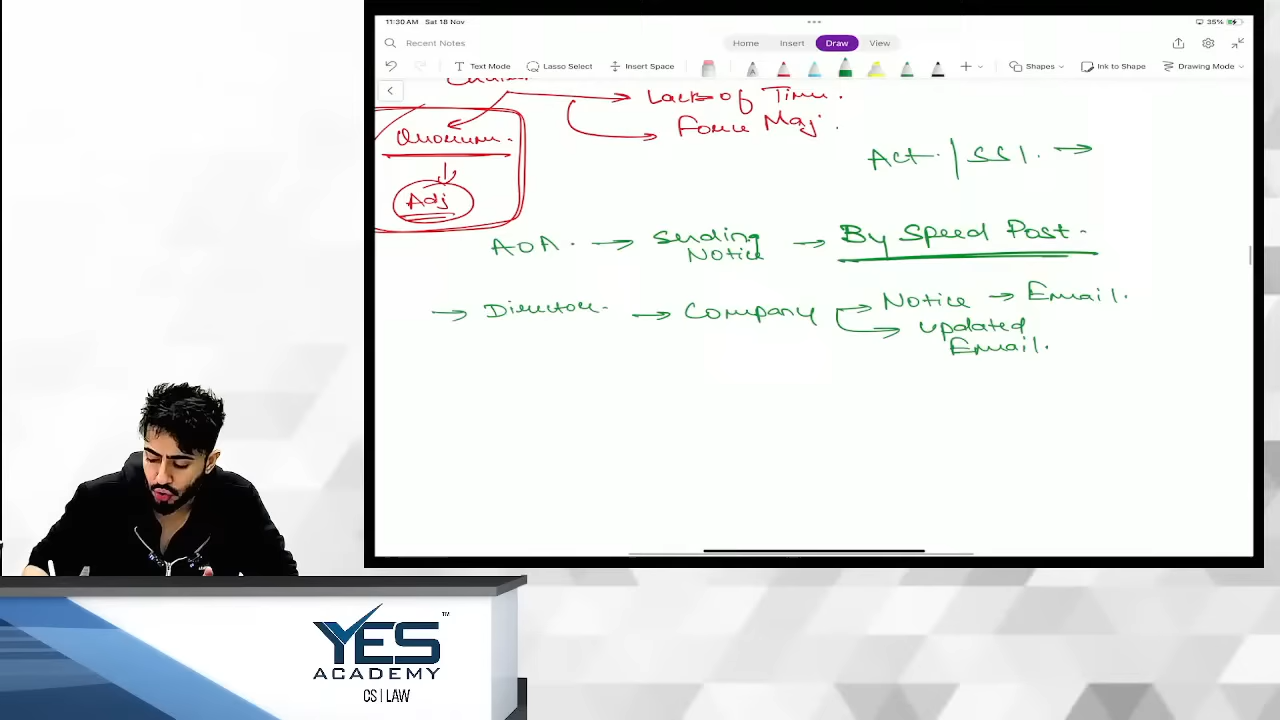 11:30 AM Sat 18 Nov
35%
Recent Notes
Home Insert Draw View
Text Mode Lasso Select Insert Space Shapes Ink to Shape Drawing Mode
→ Lack of Time.
→ Force Maj.
Quorum.
Adj
Act. | SS1. →
AOA. → Sending Notice → By Speed Post.
→ Director. → Company → Notice → Email.
→ updated Email.
YES™
ACADEMY
CS | LAW